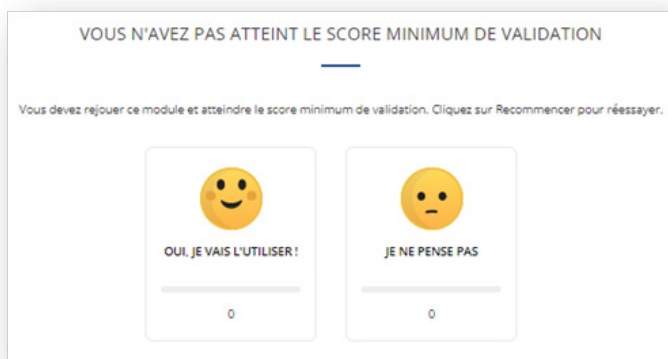 VOUS N'AVEZ PAS ATTEINT LE SCORE MINIMUM DE VALIDATION
Vous devez rejouer ce module et atteindre le score minimum de validation. Cliquez sur Recommencer pour réessayer.
OUI, JE VAIS L'UTILISER !
JE NE PENSE PAS
0
0